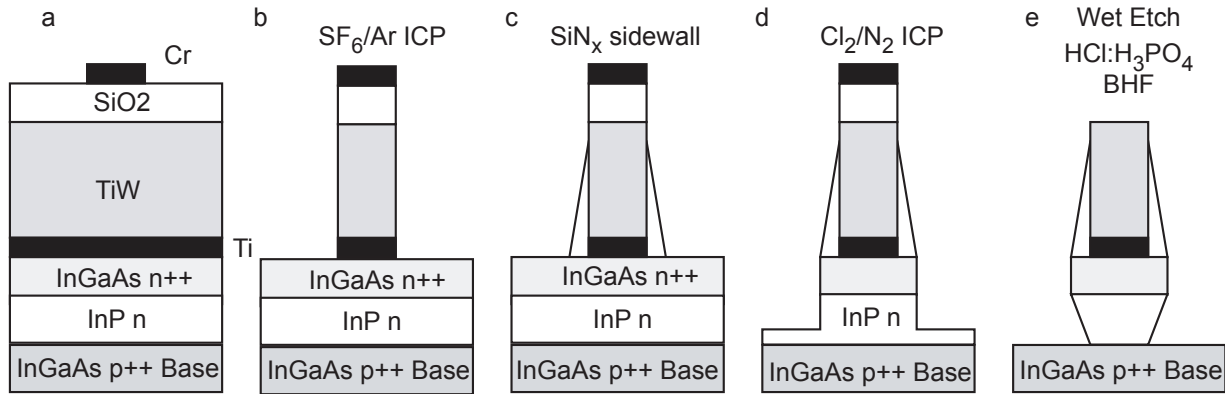 a
Cr
SiO2
TiW
Ti
InGaAs n++
InP n
InGaAs p++ Base
b
SF6/Ar ICP
InGaAs n++
InP n
InGaAs p++ Base
c
SiNx sidewall
InGaAs n++
InP n
InGaAs p++ Base
d
Cl2/N2 ICP
InP n
InGaAs p++ Base
e
Wet Etch
HCl:H3PO4
BHF
InGaAs p++ Base